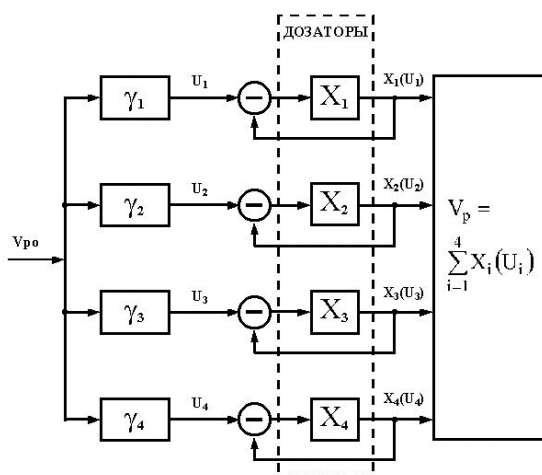 ДОЗАТОРЫ
γ1 U1 − X1 X1(U1)
γ2 U2 − X2 X2(U2)
Vpo
Vp =
4
∑ Xi(Ui)
i=1
γ3 U3 − X3 X3(U3)
γ4 U4 − X4 X4(U4)